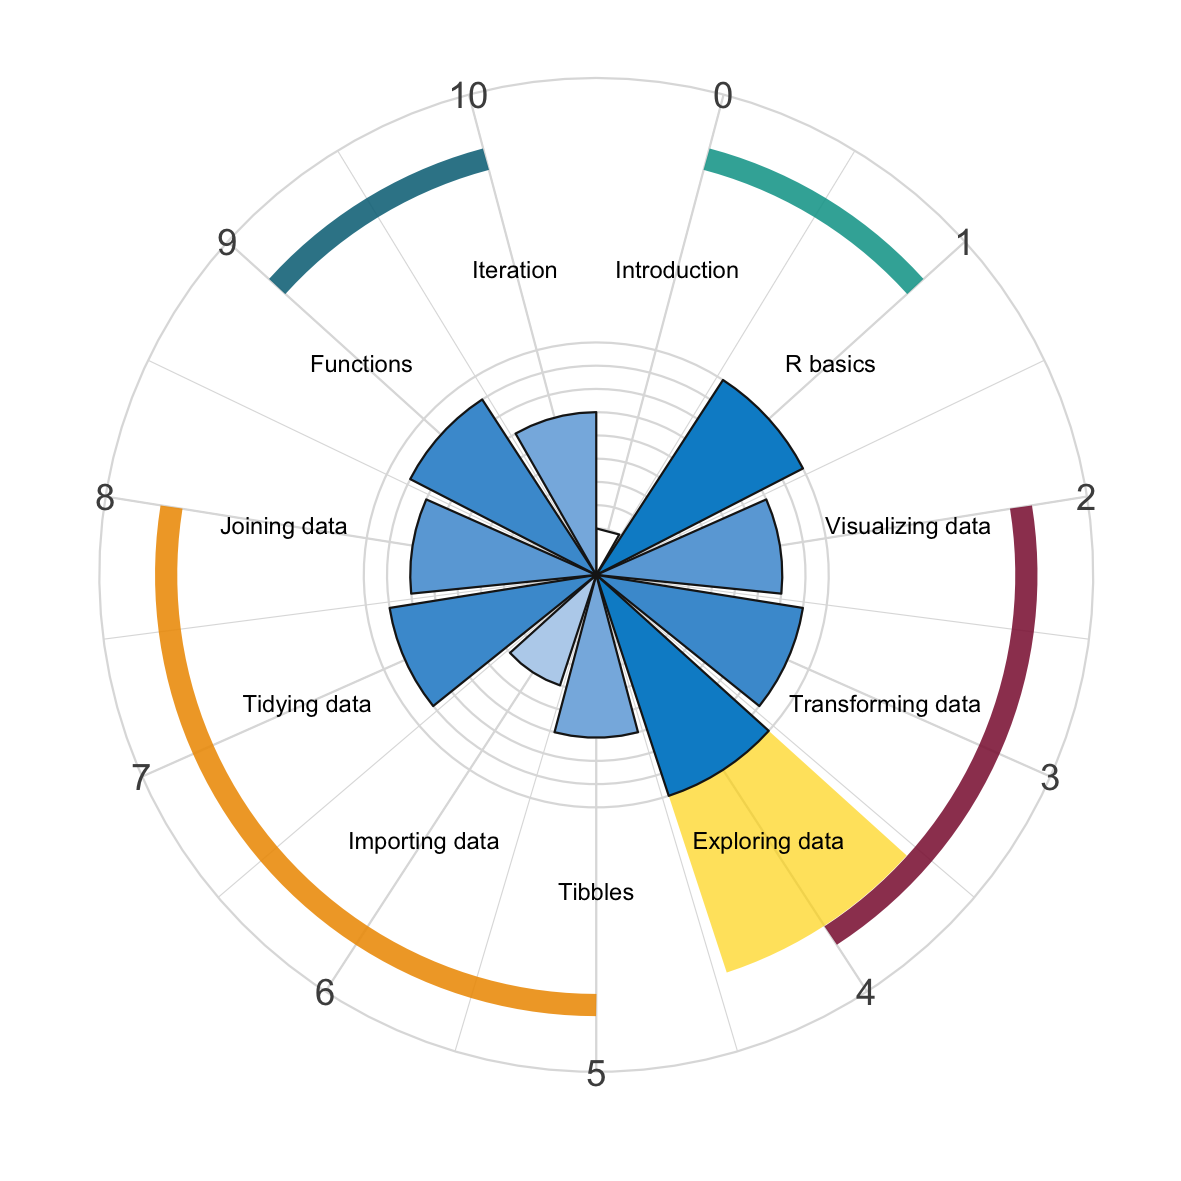 10
0
9
1
Iteration
Introduction
Functions
R basics
8
2
Joining data
Visualizing data
Tidying data
Transforming data
7
3
Importing data
Exploring data
Tibbles
6
4
5